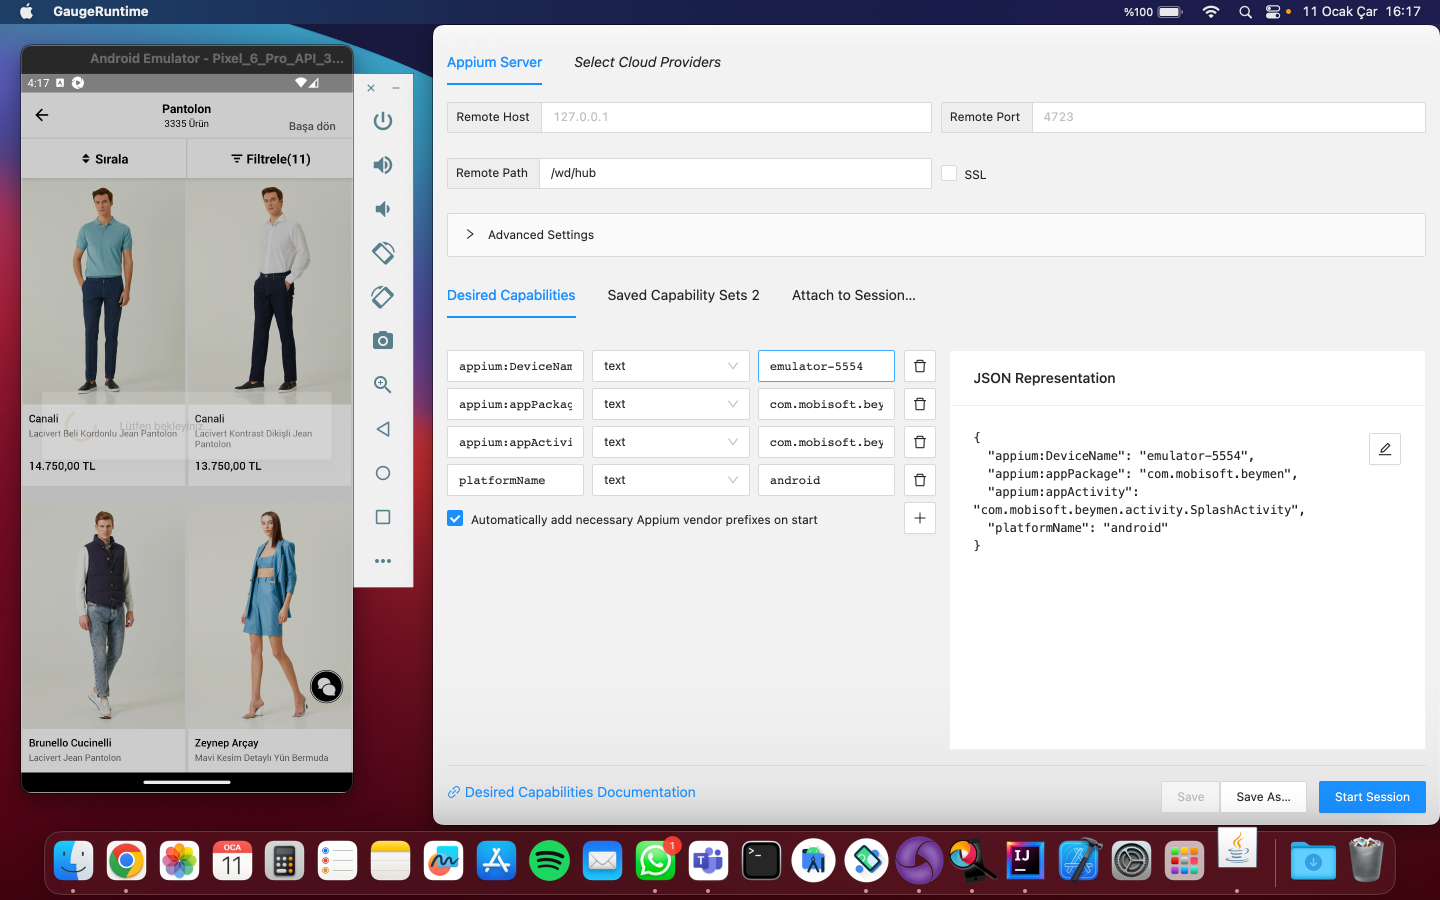 GaugeRuntime
%100
11 Ocak Çar 16:17
Android Emulator - Pixel_6_Pro_API_3...
4:17
Pantolon
3335 Ürün
Başa dön
Sırala
Filtrele(11)
Canali
Lacivert Beli Kordonlu Jean Pantolon
14.750,00 TL
Canali
Lacivert Kontrast Dikişli Jean
Pantolon
13.750,00 TL
Lütfen bekleyiniz...
Brunello Cucinelli
Lacivert Jean Pantolon
Zeynep Arçay
Mavi Kesim Detaylı Yün Bermuda
Appium Server
Select Cloud Providers
Remote Host
127.0.0.1
Remote Port
4723
Remote Path
/wd/hub
SSL
Advanced Settings
Desired Capabilities
Saved Capability Sets 2
Attach to Session...
appium:DeviceNam
text
emulator-5554
appium:appPackag
text
com.mobisoft.bey
appium:appActivi
text
com.mobisoft.bey
platformName
text
android
Automatically add necessary Appium vendor prefixes on start
JSON Representation
{
"appium:DeviceName": "emulator-5554",
"appium:appPackage": "com.mobisoft.beymen",
"appium:appActivity":
"com.mobisoft.beymen.activity.SplashActivity",
"platformName": "android"
}
Desired Capabilities Documentation
Save
Save As...
Start Session
OCA
11
1
IJ